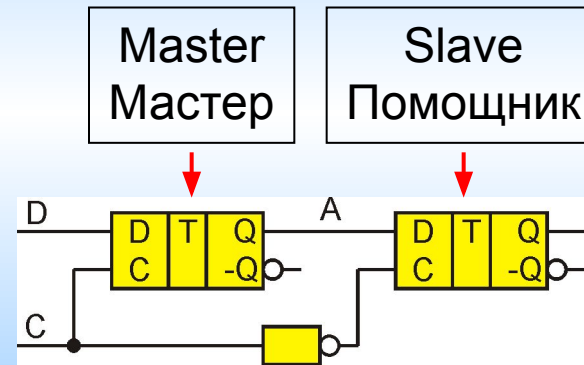 Master
Мастер
Slave
Помощник
D
A
D T Q
C -Q
D T Q
C -Q
C